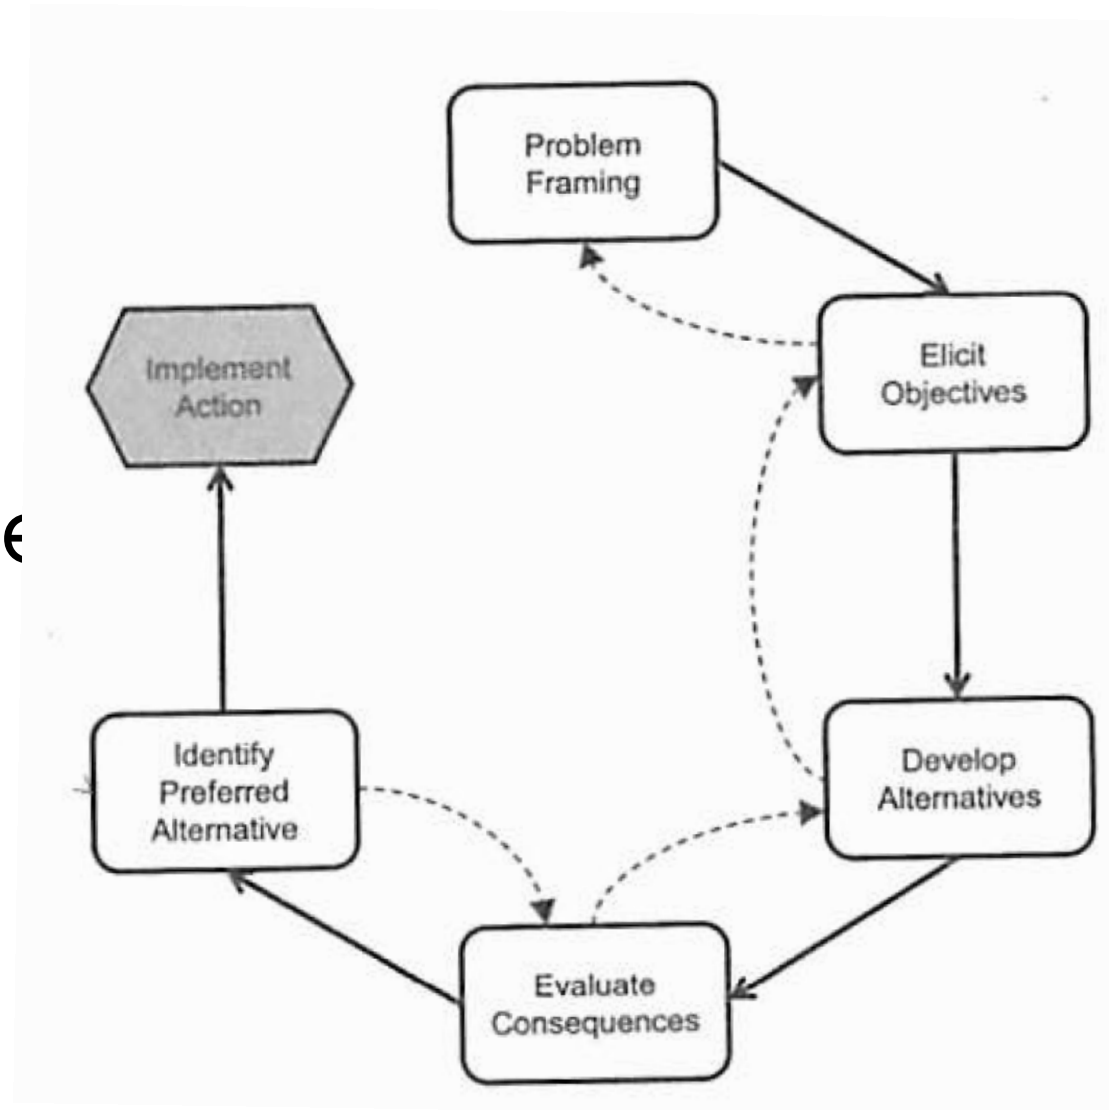 Problem
Framing
Elicit
Objectives
Implement
Action
Develop
Alternatives
Identify
Preferred
Alternative
Evaluate
Consequences